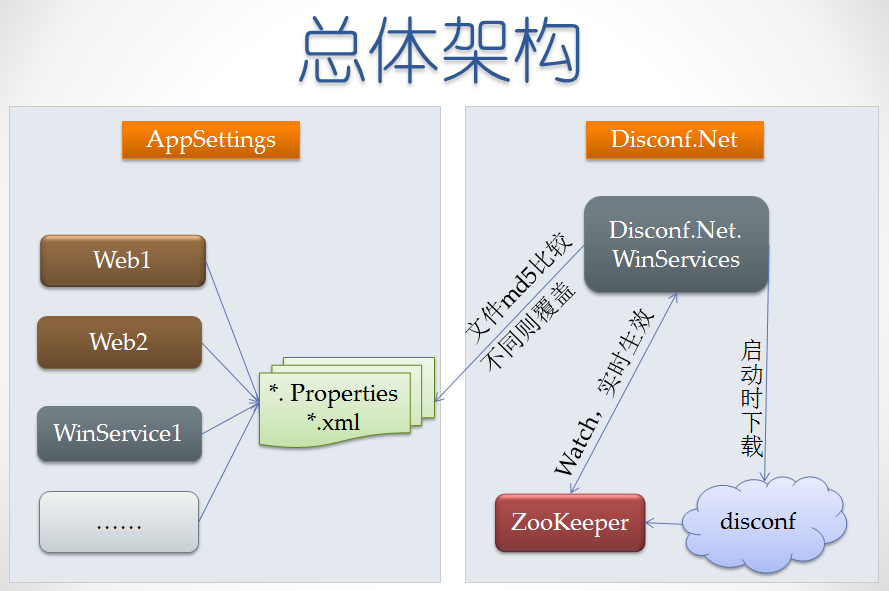 总体架构
AppSettings
Web1
Web2
WinService1
……
*. Properties
*.xml
Disconf.Net
Disconf.Net.
WinServices
文件md5比较
不同则覆盖
Watch，实时生效
启动时下载
ZooKeeper
disconf